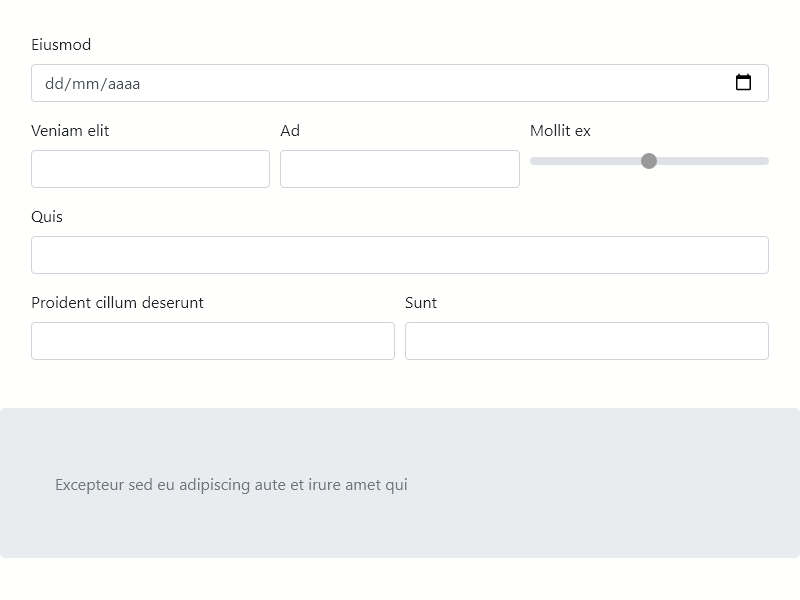 Eiusmod
dd/mm/aaaa
Veniam elit Ad Mollit ex
Quis
Proident cillum deserunt Sunt
Excepteur sed eu adipiscing aute et irure amet qui